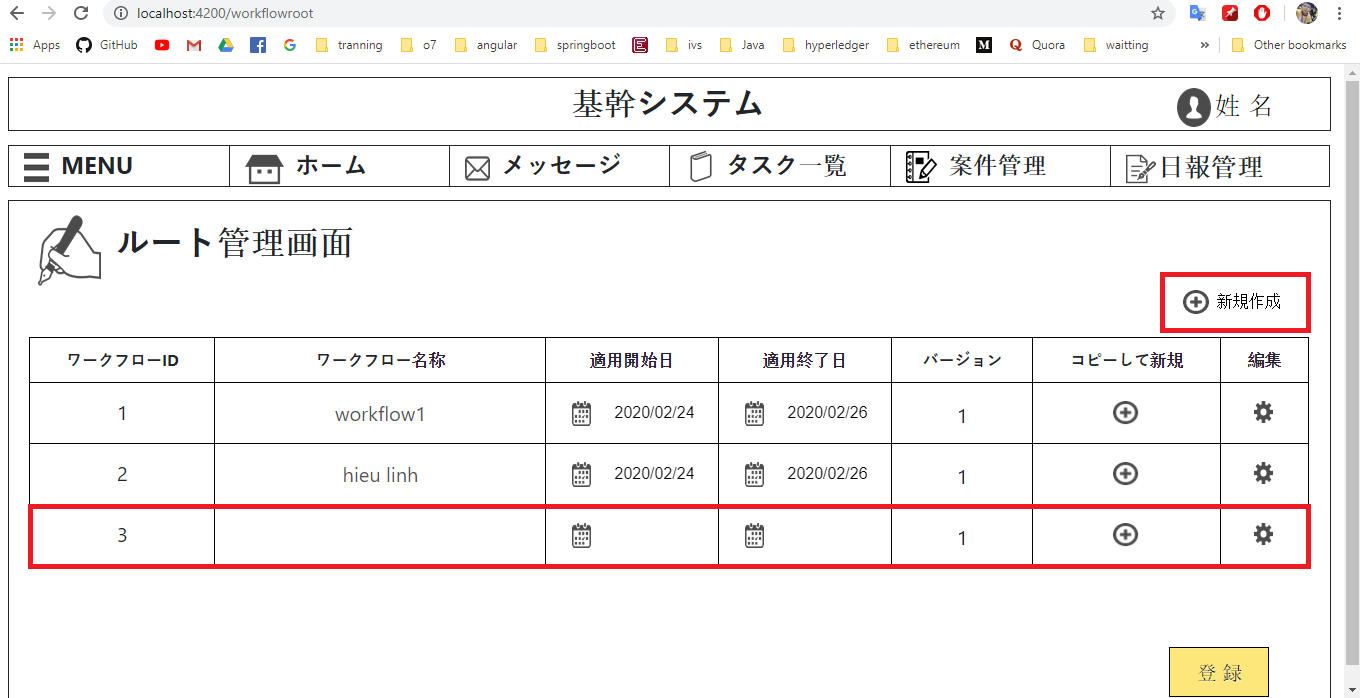 localhost:4200/workflowroot
Apps GitHub tranning o7 angular springboot E ivs Java hyperledger ethereum M Quora waitting » Other bookmarks
基幹システム 姓 名
MENU ホーム メッセージ タスク一覧 案件管理 日報管理
ルート管理画面
新規作成
ワークフローID ワークフロー名称 適用開始日 適用終了日 バージョン コピーして新規 編集
1 workflow1 2020/02/24 2020/02/26 1
2 hieu linh 2020/02/24 2020/02/26 1
3 1
登 録